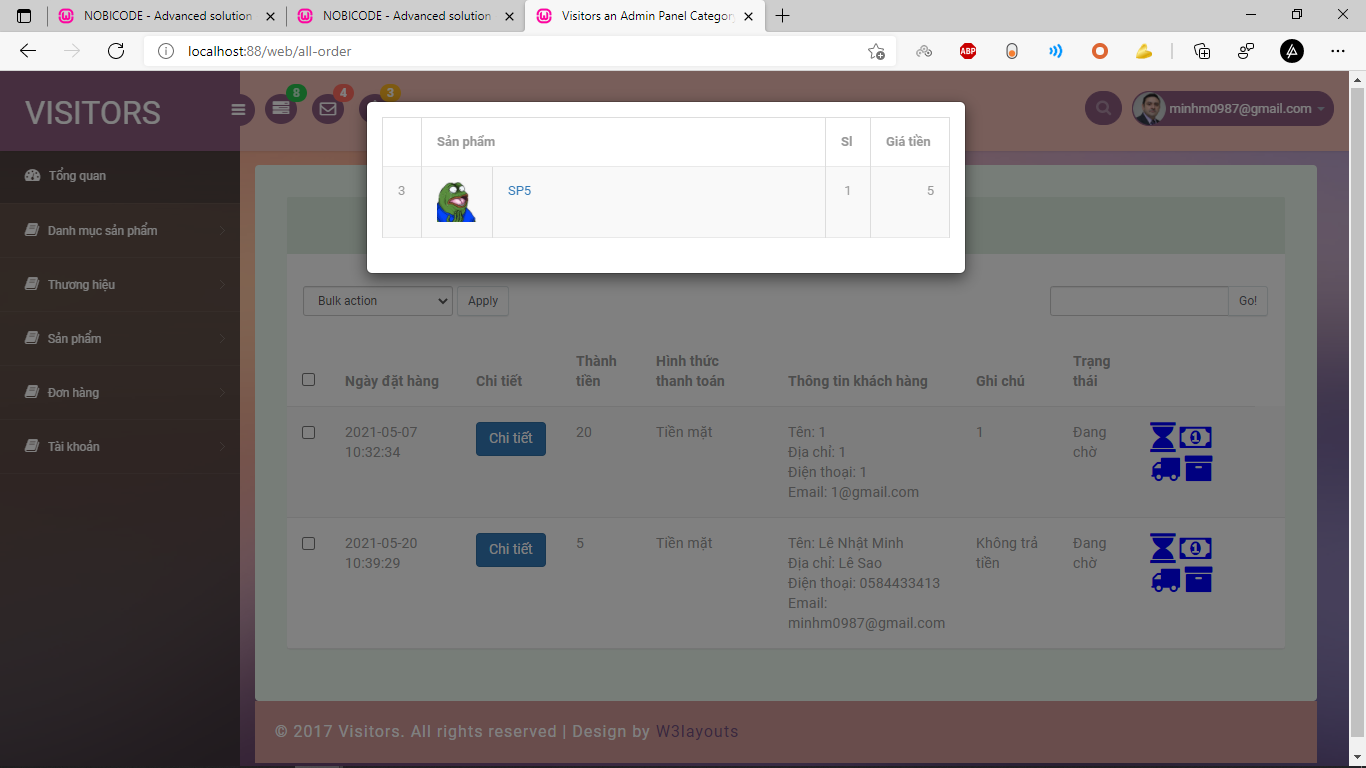 NOBICODE - Advanced solution
NOBICODE - Advanced solution
Visitors an Admin Panel Category
localhost:88/web/all-order
ABP
VISITORS
8
4
3
minhm0987@gmail.com
Tổng quan
Danh mục sản phẩm
Thương hiệu
Sản phẩm
Đơn hàng
Tài khoản
Sản phẩm Sl Giá tiền
3 SP5 1 5
Bulk action Apply Go!
Ngày đặt hàng Chi tiết Thành tiền Hình thức thanh toán Thông tin khách hàng Ghi chú Trạng thái
2021-05-07 Chi tiết 20 Tiền mặt Tên: 1 1 Đang
10:32:34 Địa chỉ: 1 chờ
Điện thoại: 1
Email: 1@gmail.com
2021-05-20 Chi tiết 5 Tiền mặt Tên: Lê Nhật Minh Không trả Đang
10:39:29 Địa chỉ: Lê Sao tiền chờ
Điện thoại: 0584433413
Email:
minhm0987@gmail.com
© 2017 Visitors. All rights reserved | Design by W3layouts